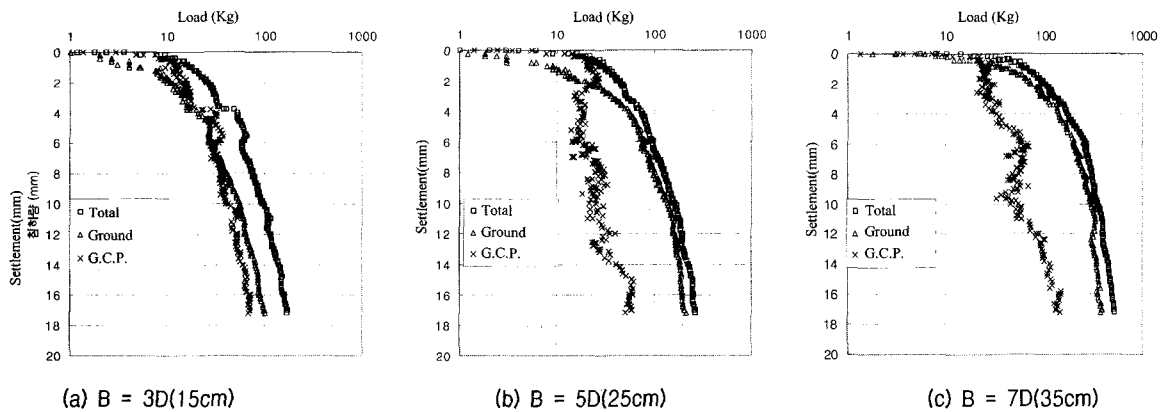 Load (Kg)
1 10 100 1000
0
2
4
6
8
10
12
14
16
18
20
Settlement(mm)
침하량 (mm)
□ Total
△ Ground
× G.C.P.
(a) B = 3D(15cm)
Load (Kg)
1 10 100 1000
0
2
4
6
8
10
12
14
16
18
20
Settlement(mm)
□ Total
△ Ground
× G.C.P.
(b) B = 5D(25cm)
Load (Kg)
1 10 100 1000
0
2
4
6
8
10
12
14
16
18
20
Settlement(mm)
□ Total
△ Ground
× G.C.P.
(c) B = 7D(35cm)